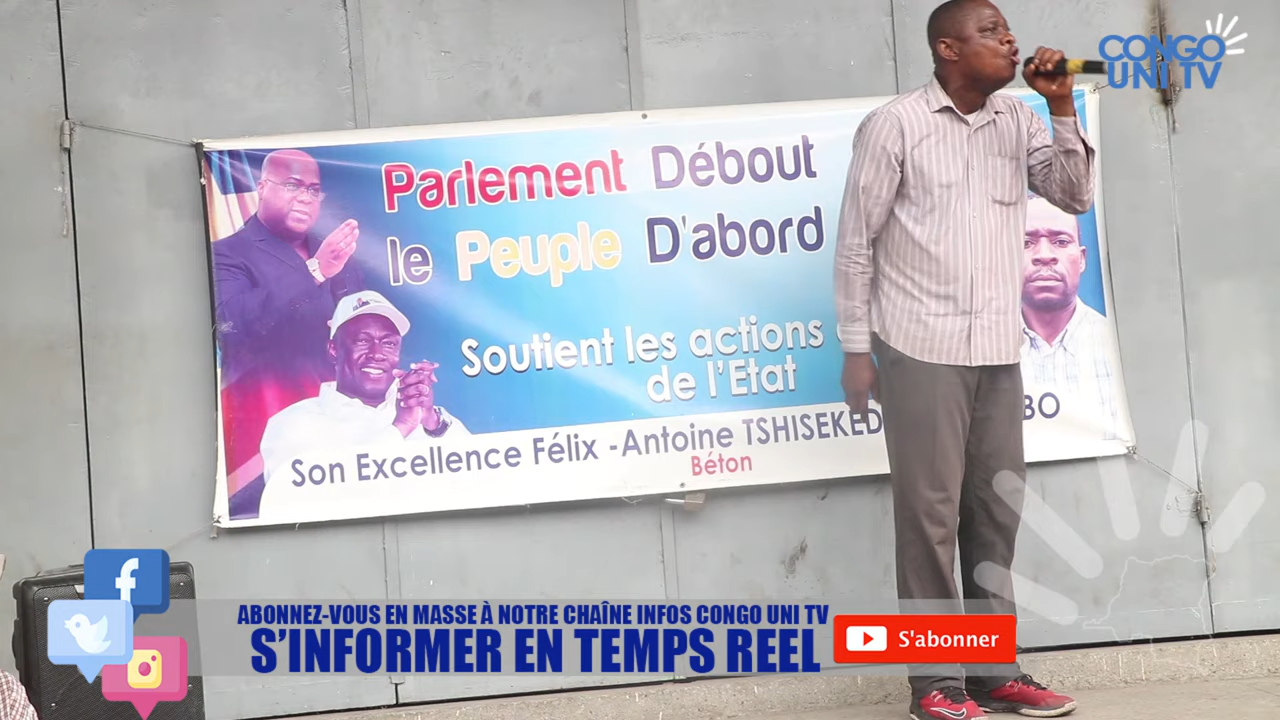 CONGO
UNI TV
Parlement Débout
le Peuple D'abord
Soutient les actions
de l'Etat
Son Excellence Félix -Antoine TSHISEKED
BO
Béton
ABONNEZ-VOUS EN MASSE À NOTRE CHAÎNE INFOS CONGO UNI TV
S'INFORMER EN TEMPS REEL
S'abonner